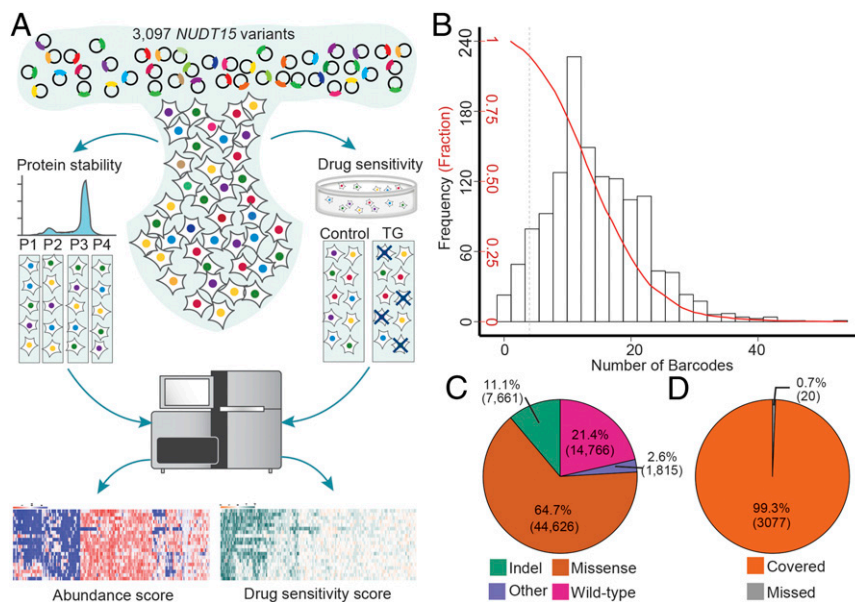 A
3,097 NUDT15 variants
Protein stability
P1 P2 P3 P4
Drug sensitivity
Control TG
Abundance score
Drug sensitivity score
B
Frequency (Fraction)
240
180
120
60
0
1
0.75
0.50
0.25
0
0 20 40
Number of Barcodes
C
11.1%
(7,661)
21.4%
(14,766)
2.6%
(1,815)
64.7%
(44,626)
Indel Missense
Other Wild-type
D
0.7%
(20)
99.3%
(3077)
Covered
Missed